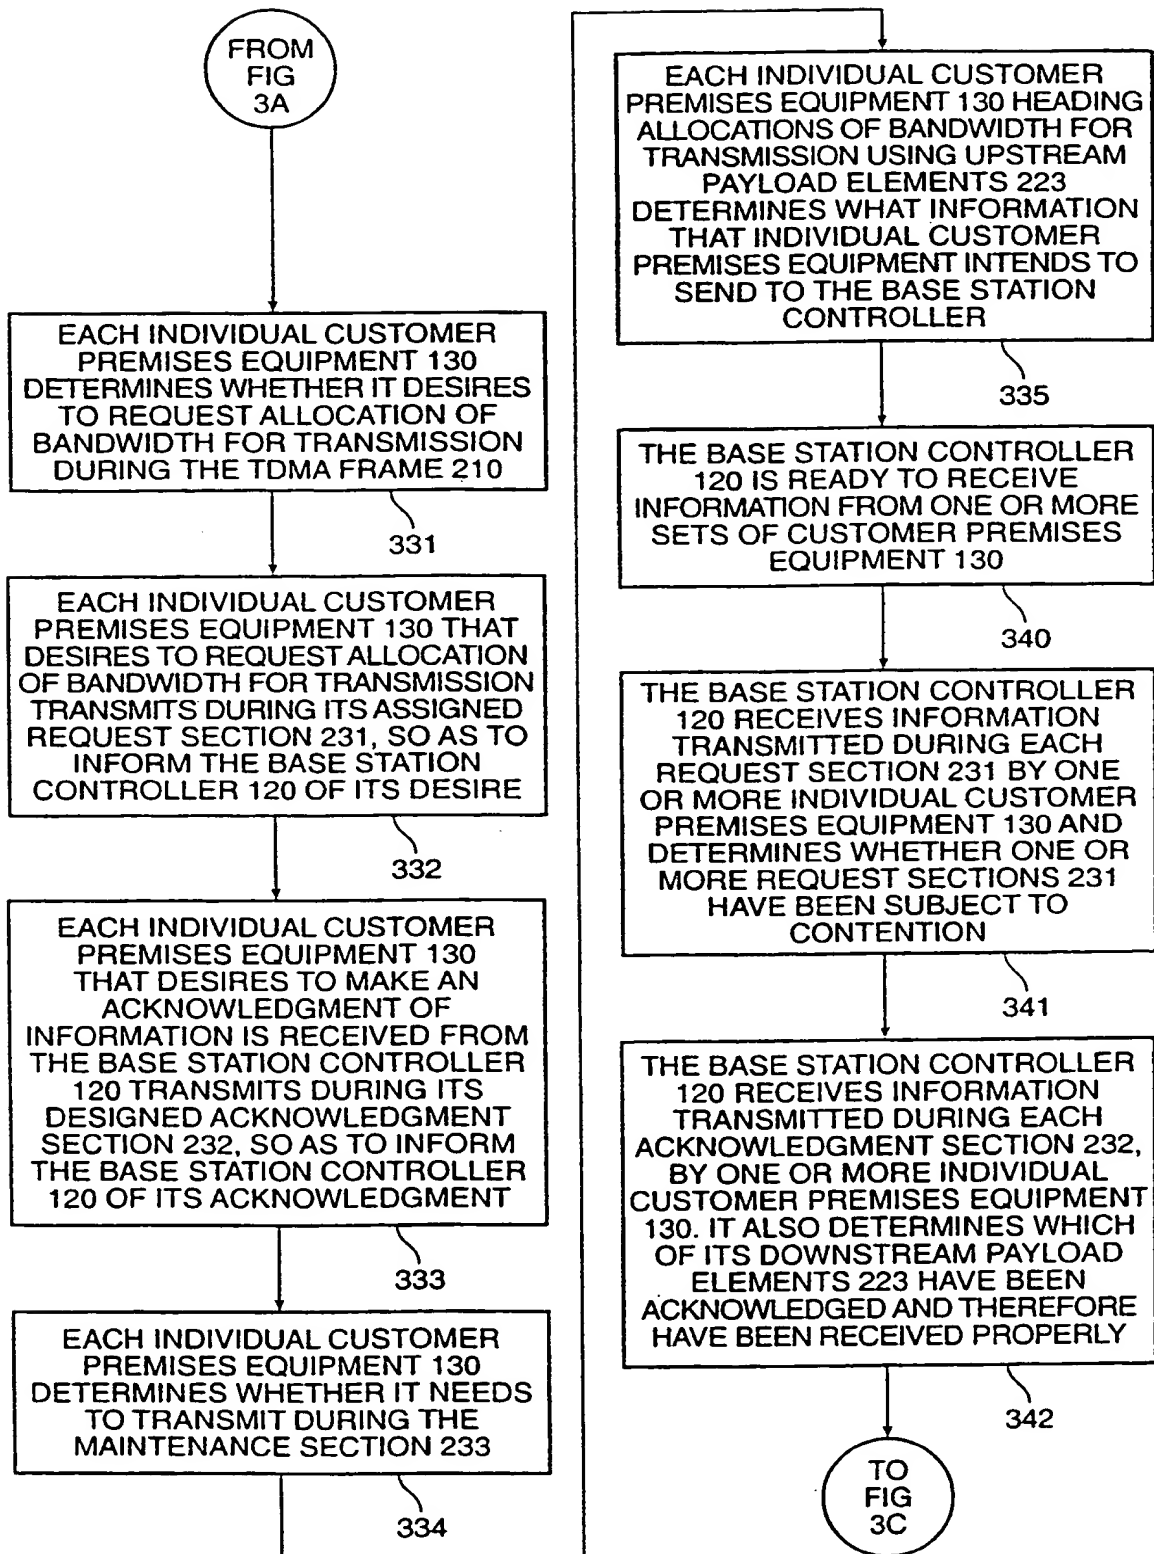 FROM
FIG
3A
EACH INDIVIDUAL CUSTOMER
PREMISES EQUIPMENT 130
DETERMINES WHETHER IT DESIRES
TO REQUEST ALLOCATION OF
BANDWIDTH FOR TRANSMISSION
DURING THE TDMA FRAME 210
331
EACH INDIVIDUAL CUSTOMER
PREMISES EQUIPMENT 130 THAT
DESIRES TO REQUEST ALLOCATION
OF BANDWIDTH FOR TRANSMISSION
TRANSMITS DURING ITS ASSIGNED
REQUEST SECTION 231, SO AS TO
INFORM THE BASE STATION
CONTROLLER 120 OF ITS DESIRE
332
EACH INDIVIDUAL CUSTOMER
PREMISES EQUIPMENT 130
THAT DESIRES TO MAKE AN
ACKNOWLEDGMENT OF
INFORMATION IS RECEIVED FROM
THE BASE STATION CONTROLLER
120 TRANSMITS DURING ITS
DESIGNED ACKNOWLEDGMENT
SECTION 232, SO AS TO INFORM
THE BASE STATION CONTROLLER
120 OF ITS ACKNOWLEDGMENT
333
EACH INDIVIDUAL CUSTOMER
PREMISES EQUIPMENT 130
DETERMINES WHETHER IT NEEDS
TO TRANSMIT DURING THE
MAINTENANCE SECTION 233
334
EACH INDIVIDUAL CUSTOMER
PREMISES EQUIPMENT 130 HEADING
ALLOCATIONS OF BANDWIDTH FOR
TRANSMISSION USING UPSTREAM
PAYLOAD ELEMENTS 223
DETERMINES WHAT INFORMATION
THAT INDIVIDUAL CUSTOMER
PREMISES EQUIPMENT INTENDS TO
SEND TO THE BASE STATION
CONTROLLER
335
THE BASE STATION CONTROLLER
120 IS READY TO RECEIVE
INFORMATION FROM ONE OR MORE
SETS OF CUSTOMER PREMISES
EQUIPMENT 130
340
THE BASE STATION CONTROLLER
120 RECEIVES INFORMATION
TRANSMITTED DURING EACH
REQUEST SECTION 231 BY ONE
OR MORE INDIVIDUAL CUSTOMER
PREMISES EQUIPMENT 130 AND
DETERMINES WHETHER ONE OR
MORE REQUEST SECTIONS 231
HAVE BEEN SUBJECT TO
CONTENTION
341
THE BASE STATION CONTROLLER
120 RECEIVES INFORMATION
TRANSMITTED DURING EACH
ACKNOWLEDGMENT SECTION 232,
BY ONE OR MORE INDIVIDUAL
CUSTOMER PREMISES EQUIPMENT
130. IT ALSO DETERMINES WHICH
OF ITS DOWNSTREAM PAYLOAD
ELEMENTS 223 HAVE BEEN
ACKNOWLEDGED AND THEREFORE
HAVE BEEN RECEIVED PROPERLY
342
TO
FIG
3C